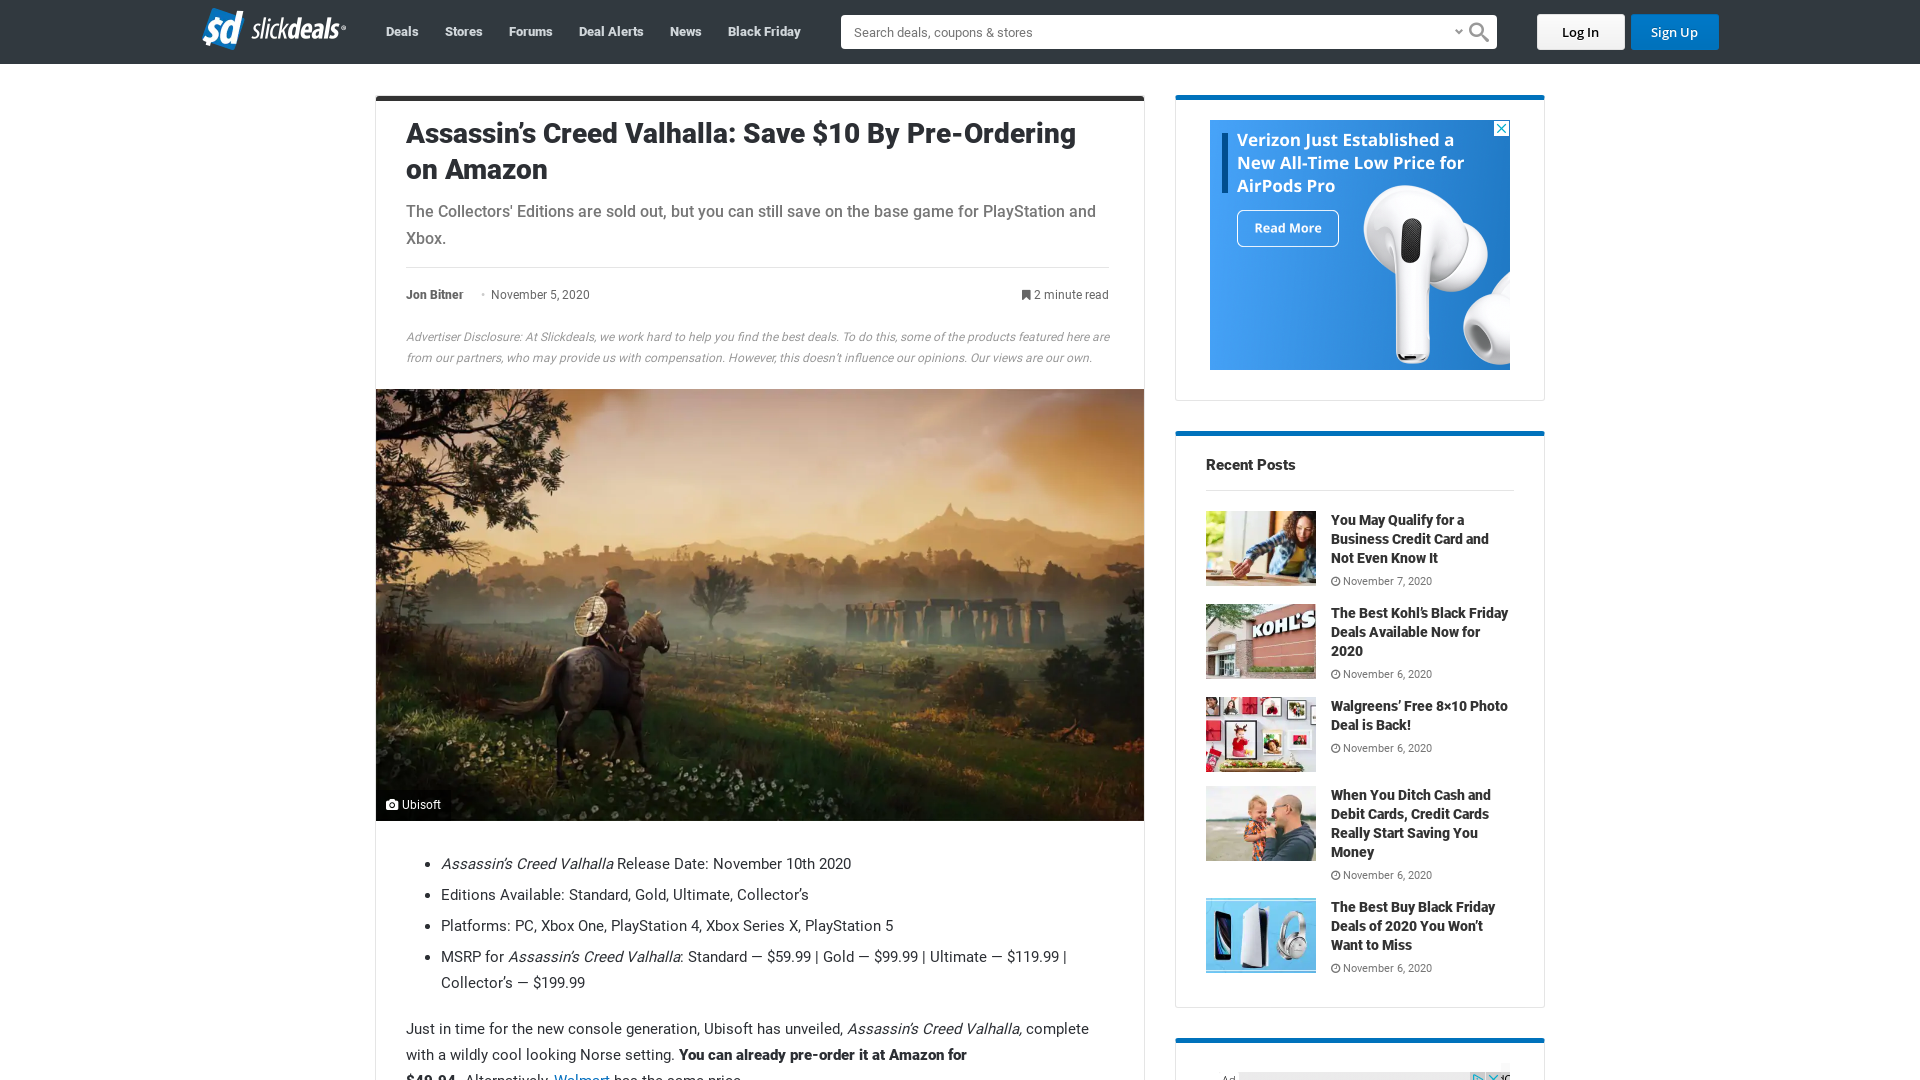 $d slickdeals
Deals Stores Forums Deal Alerts News Black Friday
Search deals, coupons & stores
Log In
Sign Up
Assassin’s Creed Valhalla: Save $10 By Pre-Ordering
on Amazon
The Collectors' Editions are sold out, but you can still save on the base game for PlayStation and
Xbox.
Jon Bitner • November 5, 2020
2 minute read
Advertiser Disclosure: At Slickdeals, we work hard to help you find the best deals. To do this, some of the products featured here are
from our partners, who may provide us with compensation. However, this doesn’t influence our opinions. Our views are our own.
Ubisoft
• Assassin’s Creed Valhalla Release Date: November 10th 2020
• Editions Available: Standard, Gold, Ultimate, Collector’s
• Platforms: PC, Xbox One, PlayStation 4, Xbox Series X, PlayStation 5
• MSRP for Assassin’s Creed Valhalla: Standard — $59.99 | Gold — $99.99 | Ultimate — $119.99 |
Collector’s — $199.99
Just in time for the new console generation, Ubisoft has unveiled, Assassin’s Creed Valhalla, complete
with a wildly cool looking Norse setting. You can already pre-order it at Amazon for
$49.94. Alternatively, Walmart has the same price
Verizon Just Established a
New All-Time Low Price for
AirPods Pro
Read More
Recent Posts
You May Qualify for a
Business Credit Card and
Not Even Know It
November 7, 2020
KOHL'S
The Best Kohl’s Black Friday
Deals Available Now for
2020
November 6, 2020
Walgreens’ Free 8×10 Photo
Deal is Back!
November 6, 2020
When You Ditch Cash and
Debit Cards, Credit Cards
Really Start Saving You
Money
November 6, 2020
The Best Buy Black Friday
Deals of 2020 You Won’t
Want to Miss
November 6, 2020
Ad